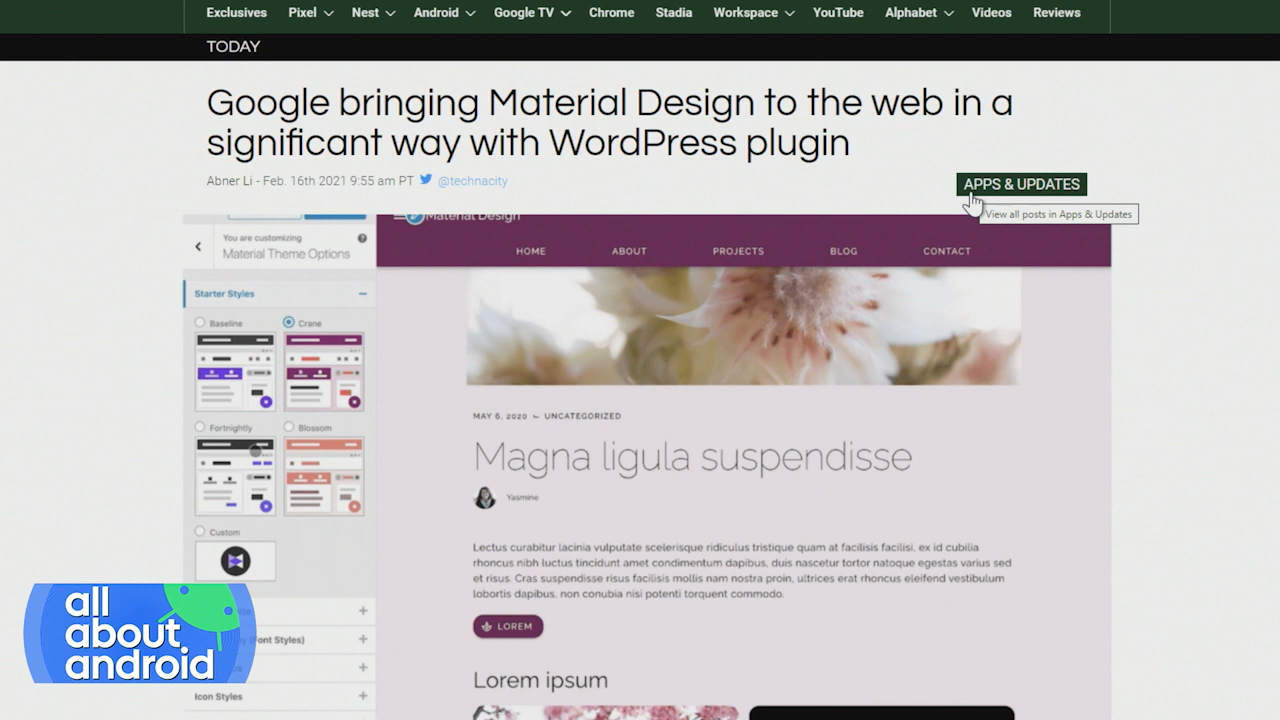 Exclusives Pixel Nest Android Google TV Chrome Stadia Workspace YouTube Alphabet Videos Reviews
TODAY
Google bringing Material Design to the web in a
significant way with WordPress plugin
Abner Li - Feb. 16th 2021 9:55 am PT @technacity
APPS & UPDATES
View all posts in Apps & Updates
You are customizing
Material Theme Options
Starter Styles
Baseline
Crane
Fortnightly
Blossom
Custom
(Font Styles)
Icon Styles
Material Design
HOME ABOUT PROJECTS BLOG CONTACT
MAY 6, 2020 UNCATEGORIZED
Magna ligula suspendisse
Yasmine
Lectus curabitur lacinia vulputate scelerisque ridiculus tristique quam at facilisis facilisi, ex id cubilia
rhoncus nibh luctus tincidunt amet condimentum dapibus, duis nascetur tortor natoque egestas varius sed
et risus. Cras suspendisse risus facilisis mollis nam nostra proin, ultrices erat rhoncus eleifend vestibulum
lobortis dapibus, non conubia nisi potenti torquent commodo.
LOREM
Lorem ipsum
all
about
android